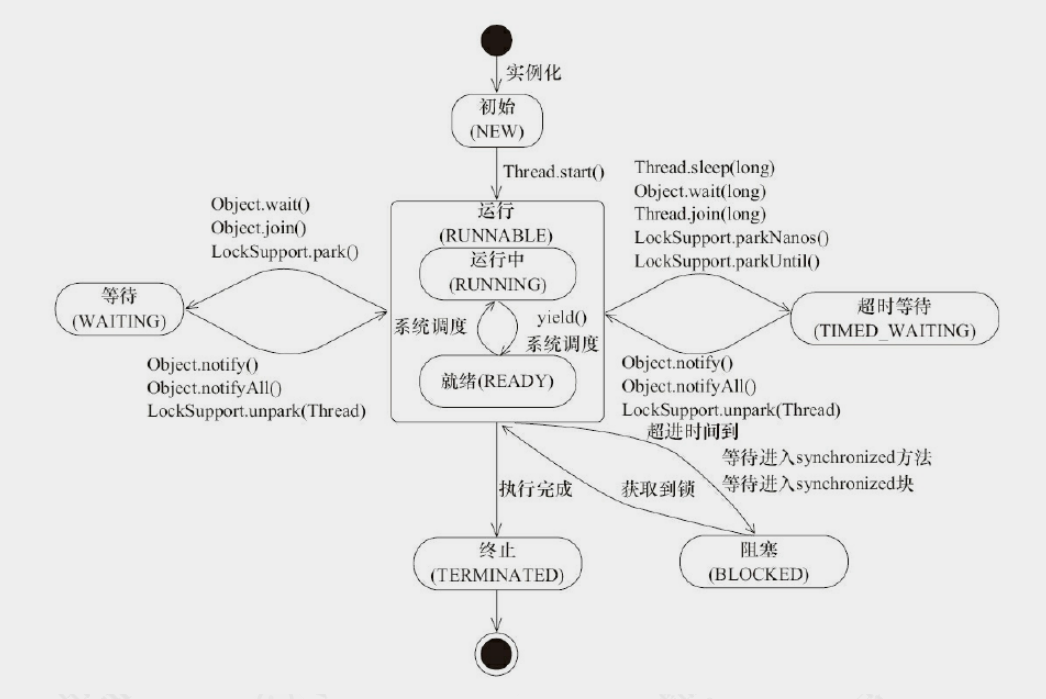 实例化
初始
(NEW)
Thread.start()
Object.wait()
Object.join()
LockSupport.park()
Thread.sleep(long)
Object.wait(long)
Thread.join(long)
LockSupport.parkNanos()
LockSupport.parkUntil()
运行
(RUNNABLE)
运行中
(RUNNING)
系统调度
yield()
系统调度
就绪(READY)
等待
(WAITING)
超时等待
(TIMED_WAITING)
Object.notify()
Object.notifyAll()
LockSupport.unpark(Thread)
Object.notify()
Object.notifyAll()
LockSupport.unpark(Thread)
超进时间到
等待进入synchronized方法
等待进入synchronized块
执行完成
获取到锁
终止
(TERMINATED)
阻塞
(BLOCKED)